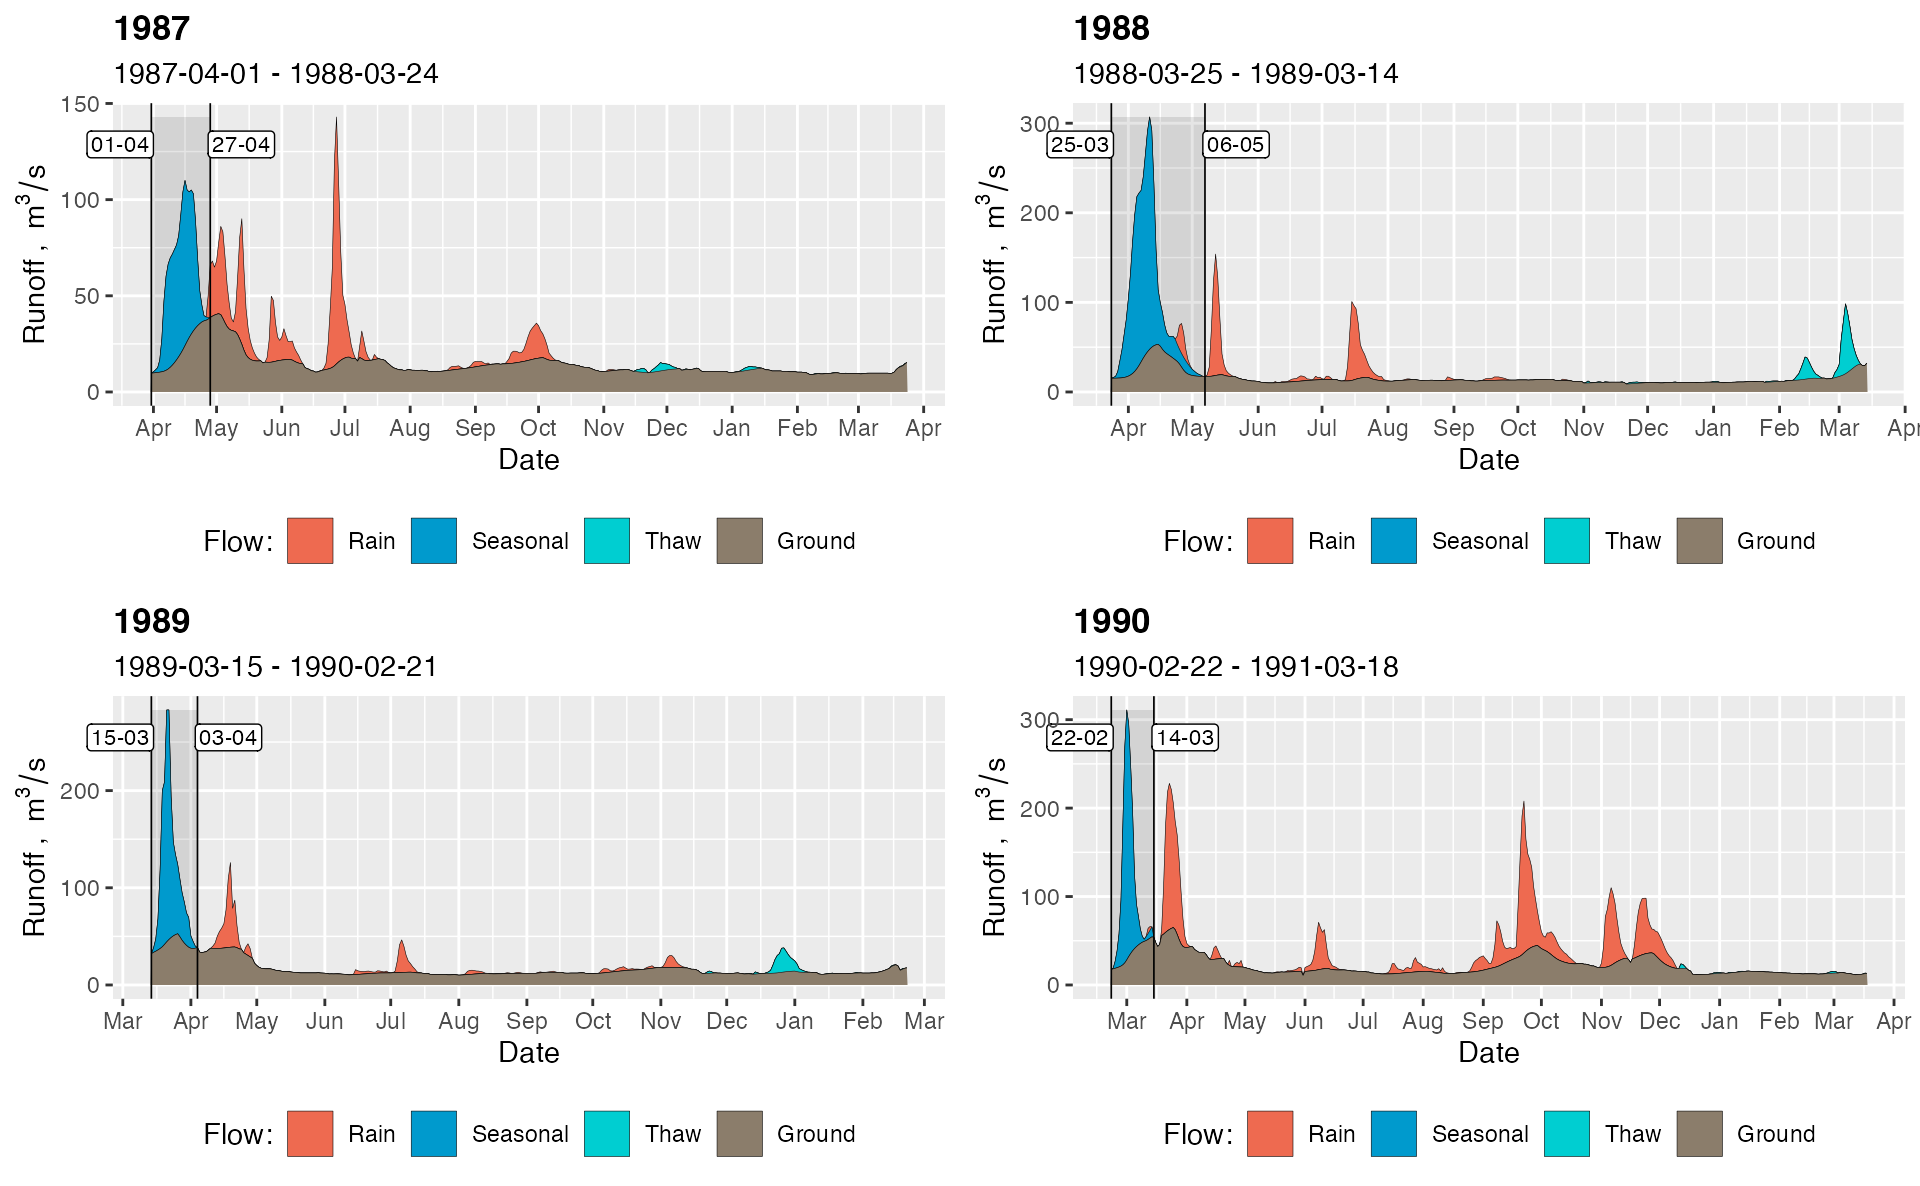 1987
1987-04-01 - 1988-03-24
150
100
50
0
01-04
27-04
Runoff , m³/s
Apr May Jun Jul Aug Sep Oct Nov Dec Jan Feb Mar Apr
Date
Flow: Rain Seasonal Thaw Ground
1988
1988-03-25 - 1989-03-14
300
200
100
0
25-03
06-05
Runoff , m³/s
Apr May Jun Jul Aug Sep Oct Nov Dec Jan Feb Mar Apr
Date
Flow: Rain Seasonal Thaw Ground
1989
1989-03-15 - 1990-02-21
200
100
0
15-03
03-04
Runoff , m³/s
Mar Apr May Jun Jul Aug Sep Oct Nov Dec Jan Feb Mar
Date
Flow: Rain Seasonal Thaw Ground
1990
1990-02-22 - 1991-03-18
300
200
100
0
22-02
14-03
Runoff , m³/s
Mar Apr May Jun Jul Aug Sep Oct Nov Dec Jan Feb Mar Apr
Date
Flow: Rain Seasonal Thaw Ground